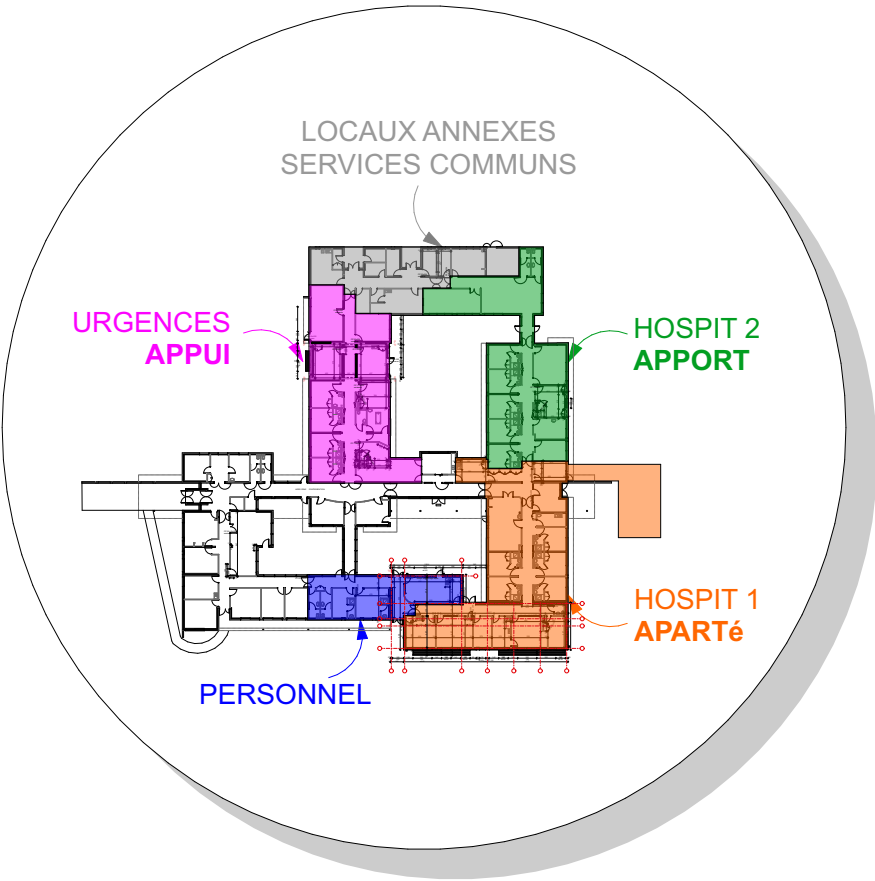 LOCAUX ANNEXES
SERVICES COMMUNS
URGENCES
APPUI
HOSPIT 2
APPORT
HOSPIT 1
APARTé
PERSONNEL